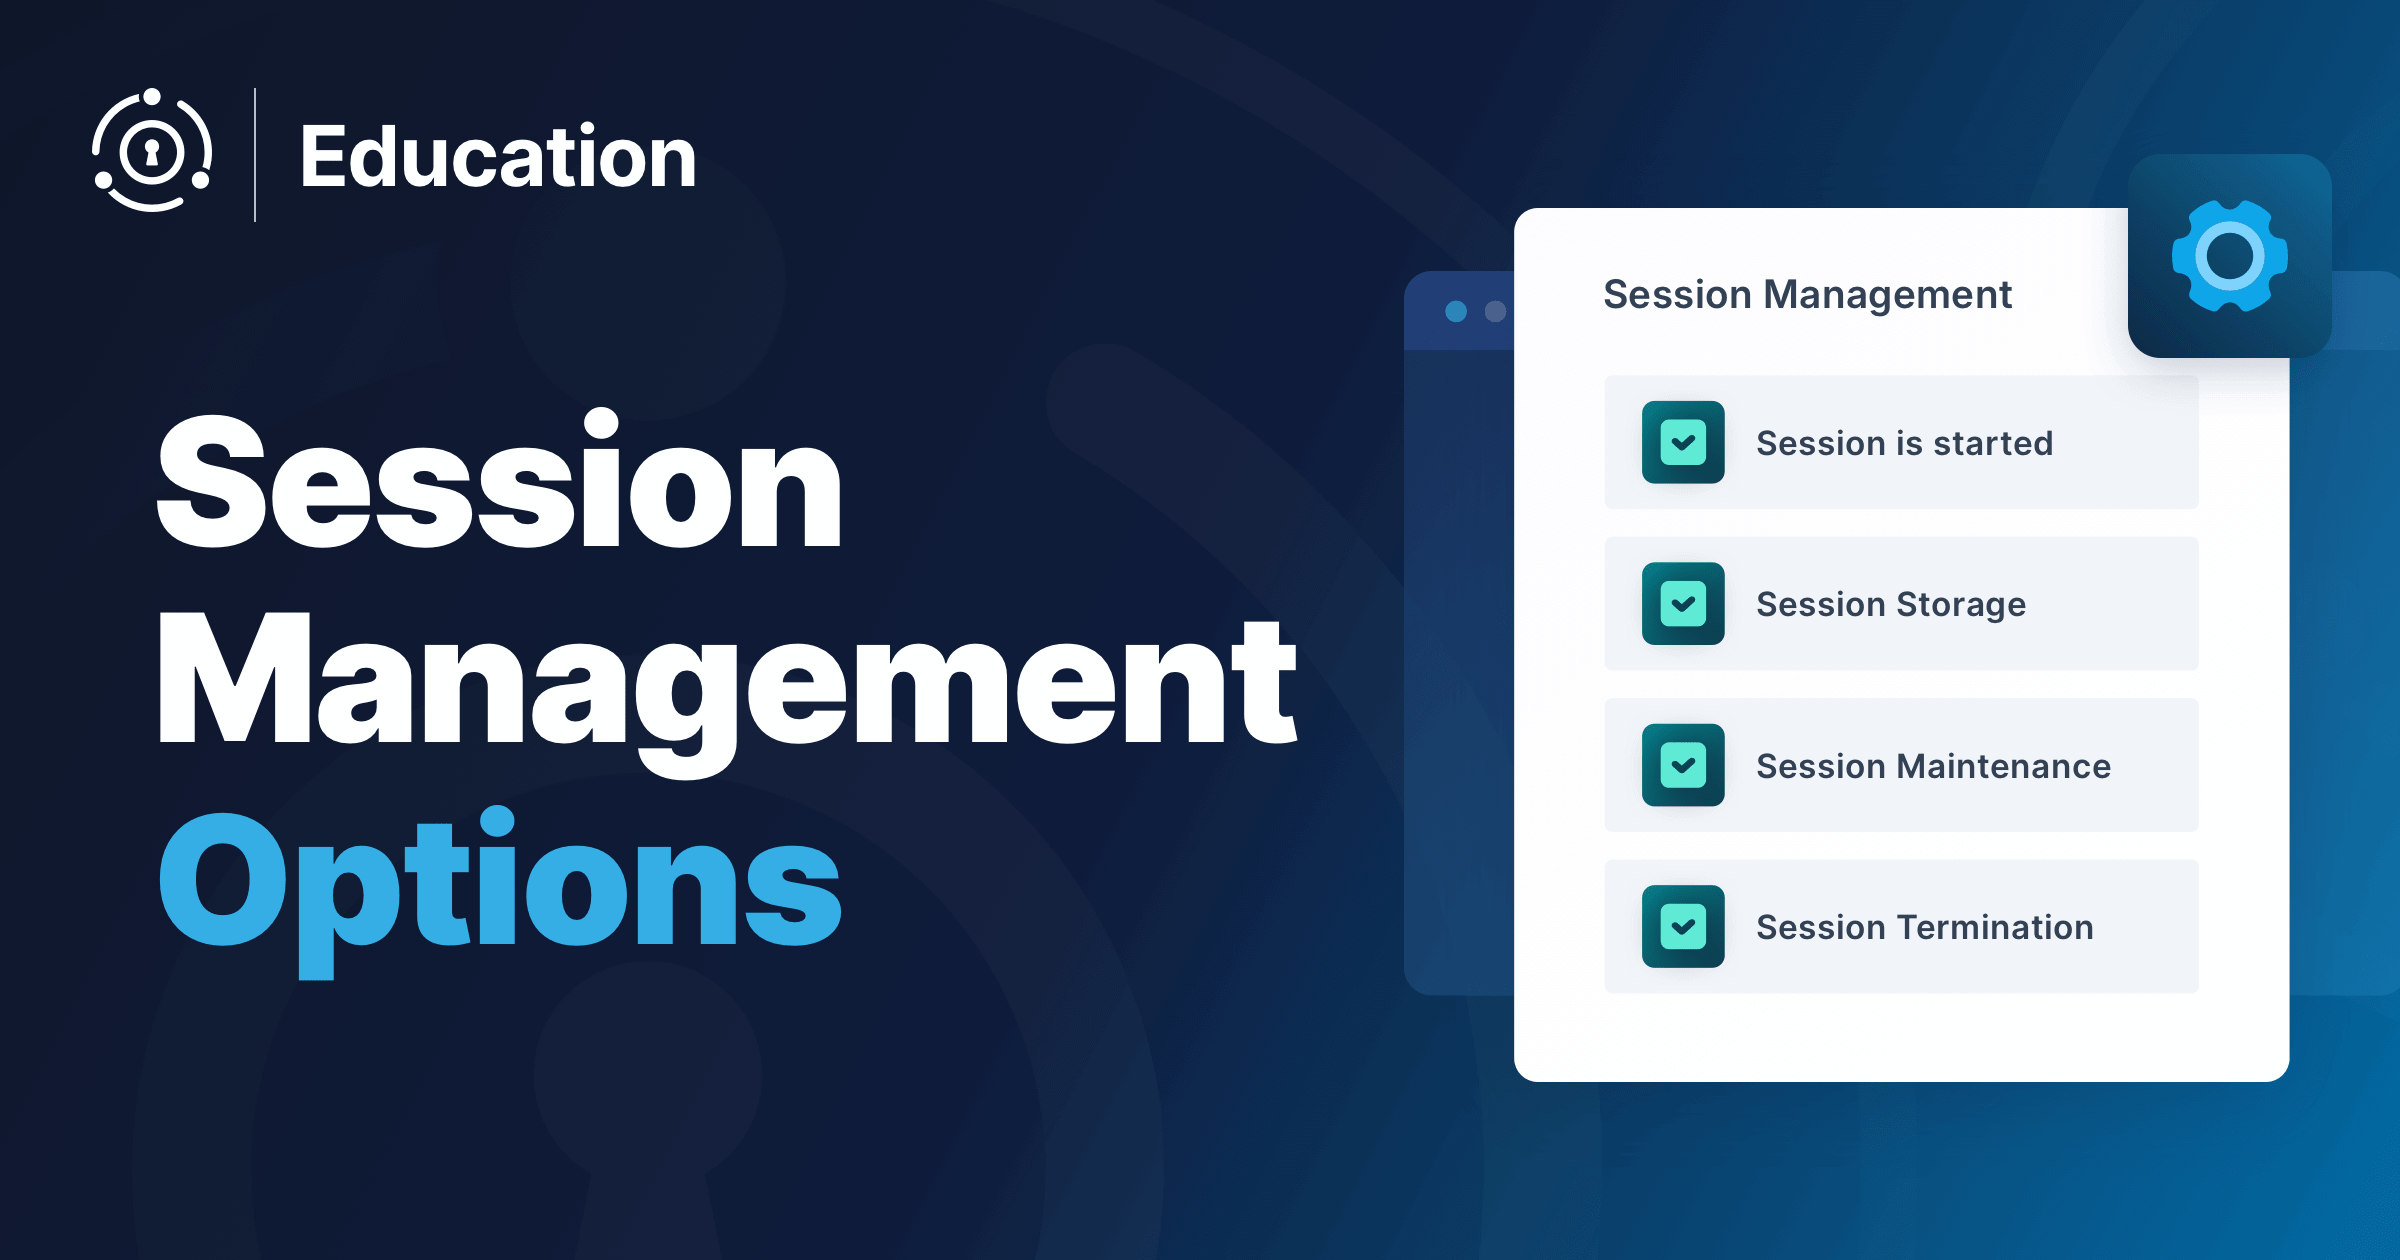 Education
Session
Management
Options
Session Management
Session is started
Session Storage
Session Maintenance
Session Termination